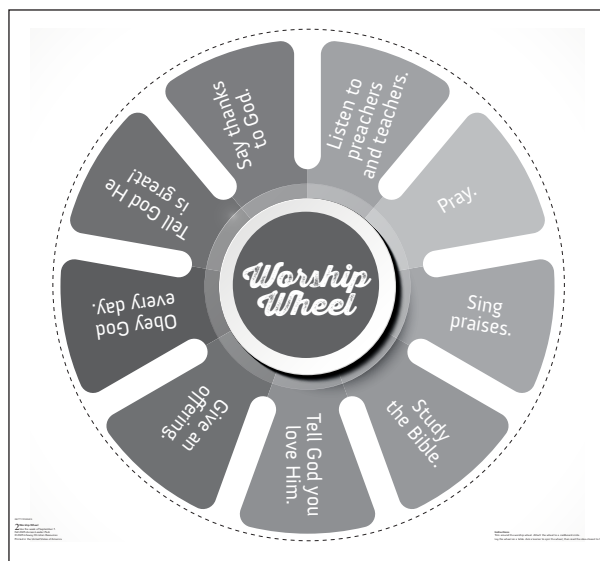 Worship
Wheel
Listen to
preachers
and teachers.
Pray.
Sing
praises.
Study
the Bible.
Tell God you
love Him.
Give an
offering.
Obey God
every day.
Tell God He
is great!
Say thanks
to God.